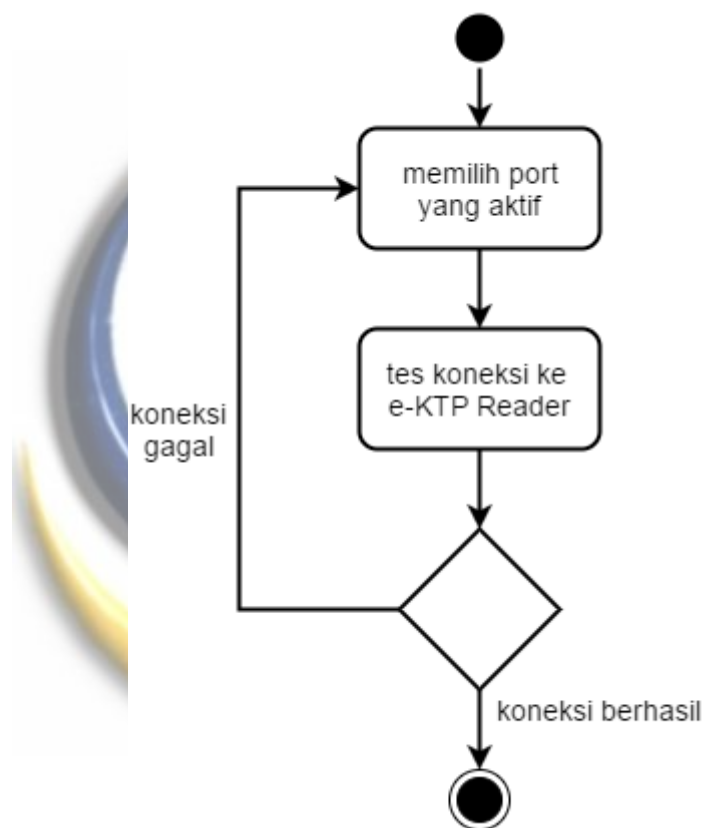 memilih port
yang aktif
tes koneksi ke
e-KTP Reader
koneksi
gagal
koneksi berhasil